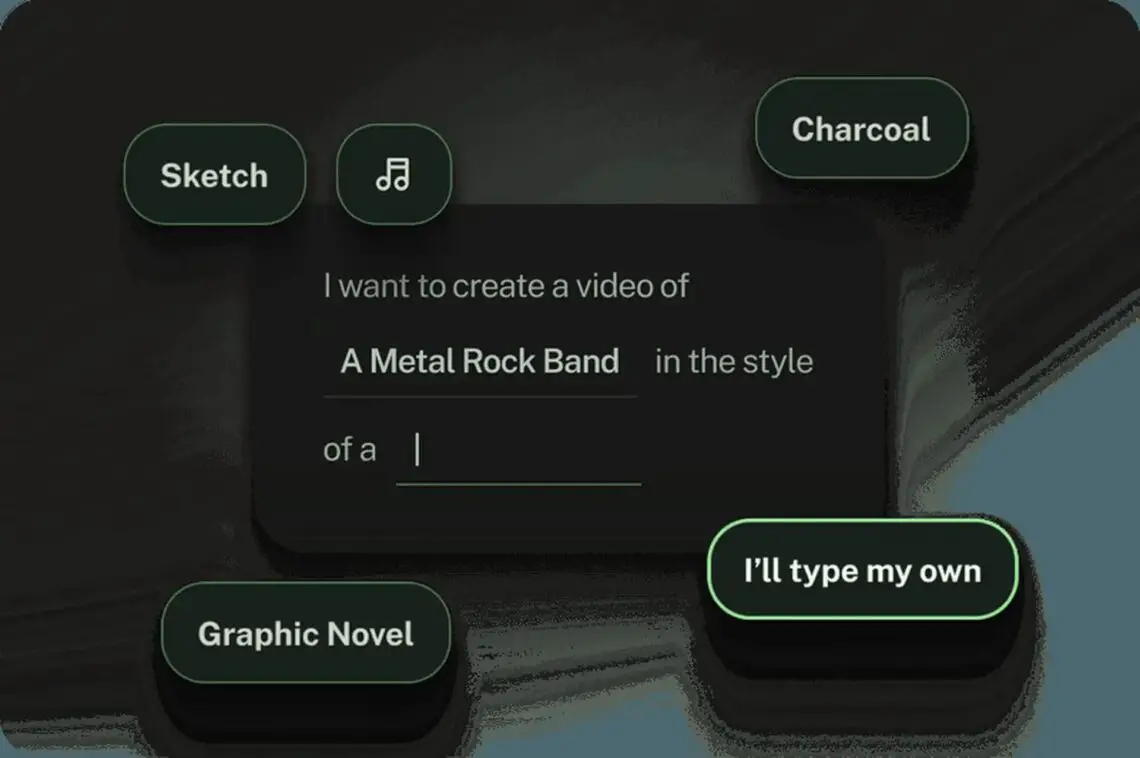 Charcoal
Sketch
I want to create a video of
A Metal Rock Band in the style
of a
I’ll type my own
Graphic Novel